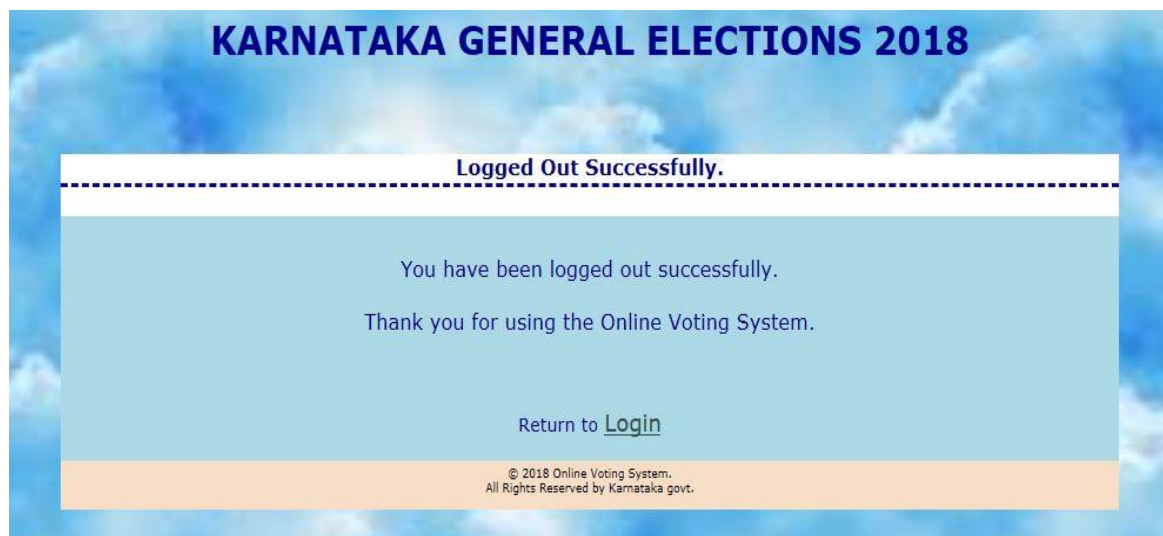 KARNATAKA GENERAL ELECTIONS 2018
Logged Out Successfully.
You have been logged out successfully.
Thank you for using the Online Voting System.
Return to Login
© 2018 Online Voting System.
All Rights Reserved by Karnataka govt.